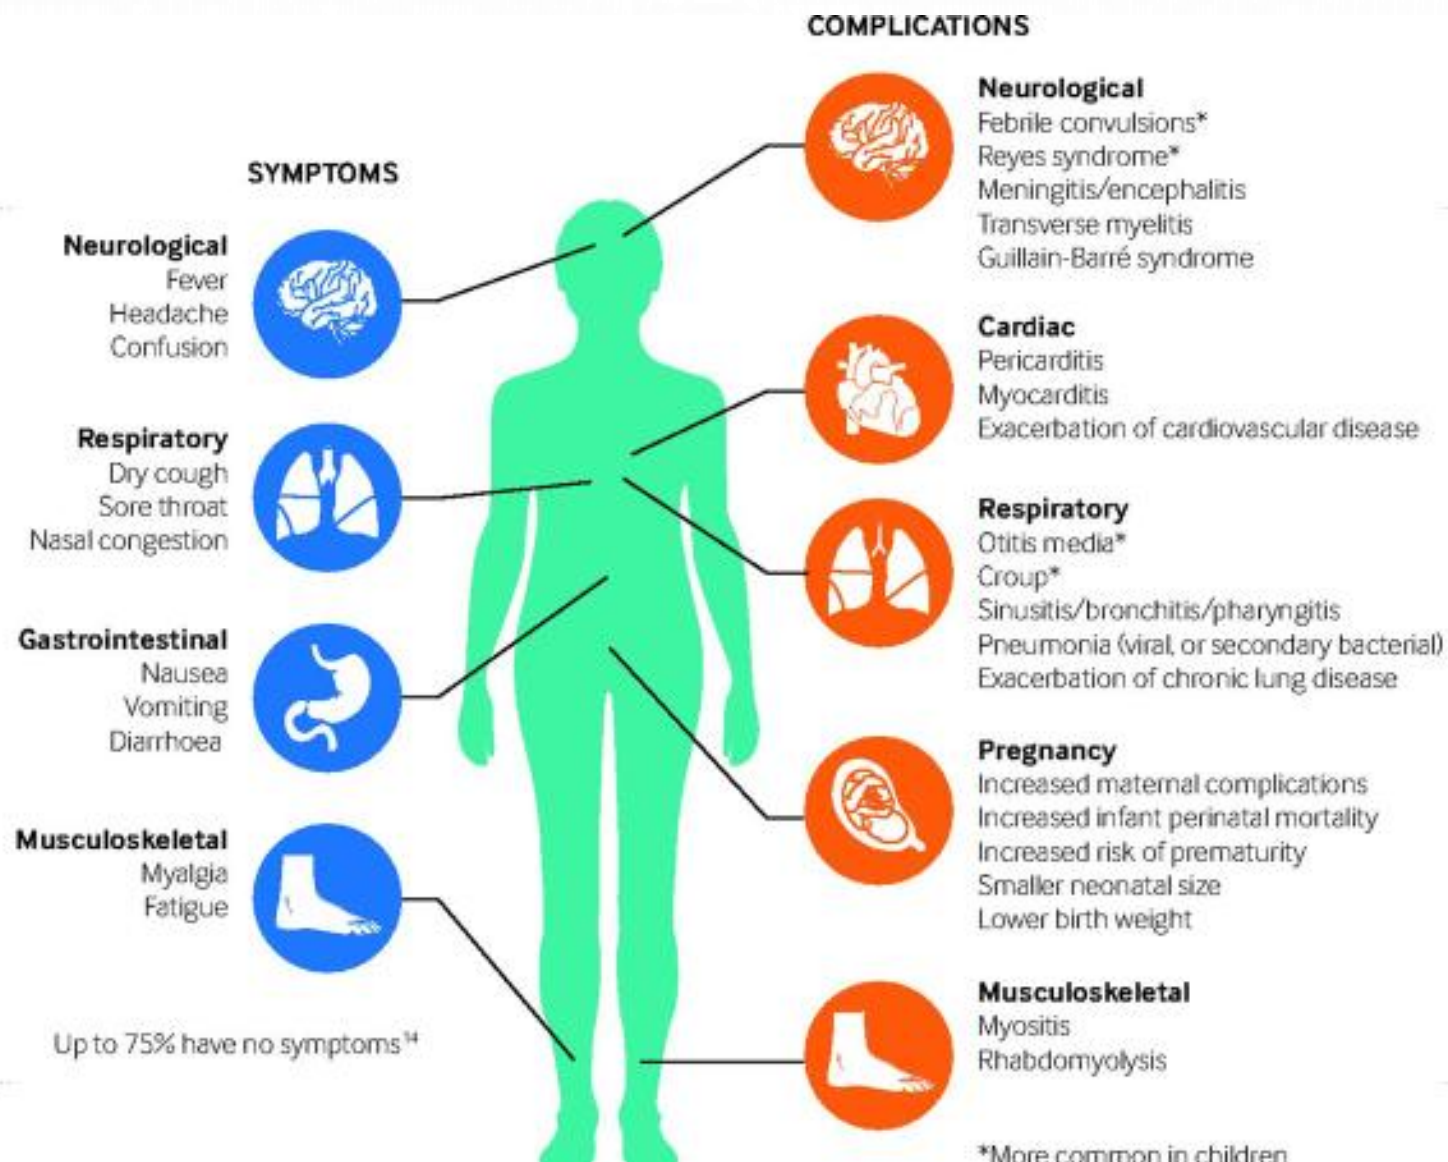 COMPLICATIONS
Neurological
Febrile convulsions*
Reyes syndrome*
Meningitis/encephalitis
Transverse myelitis
Guillain-Barré syndrome
Cardiac
Pericarditis
Myocarditis
Exacerbation of cardiovascular disease
Respiratory
Otitis media*
Croup*
Sinusitis/bronchitis/pharyngitis
Pneumonia (viral, or secondary bacterial)
Exacerbation of chronic lung disease
Pregnancy
Increased maternal complications
Increased infant perinatal mortality
Increased risk of prematurity
Smaller neonatal size
Lower birth weight
Musculoskeletal
Myositis
Rhabdomyolysis
*More common in children
SYMPTOMS
Neurological
Fever
Headache
Confusion
Respiratory
Dry cough
Sore throat
Nasal congestion
Gastrointestinal
Nausea
Vomiting
Diarrhoea
Musculoskeletal
Myalgia
Fatigue
Up to 75% have no symptoms¹⁴